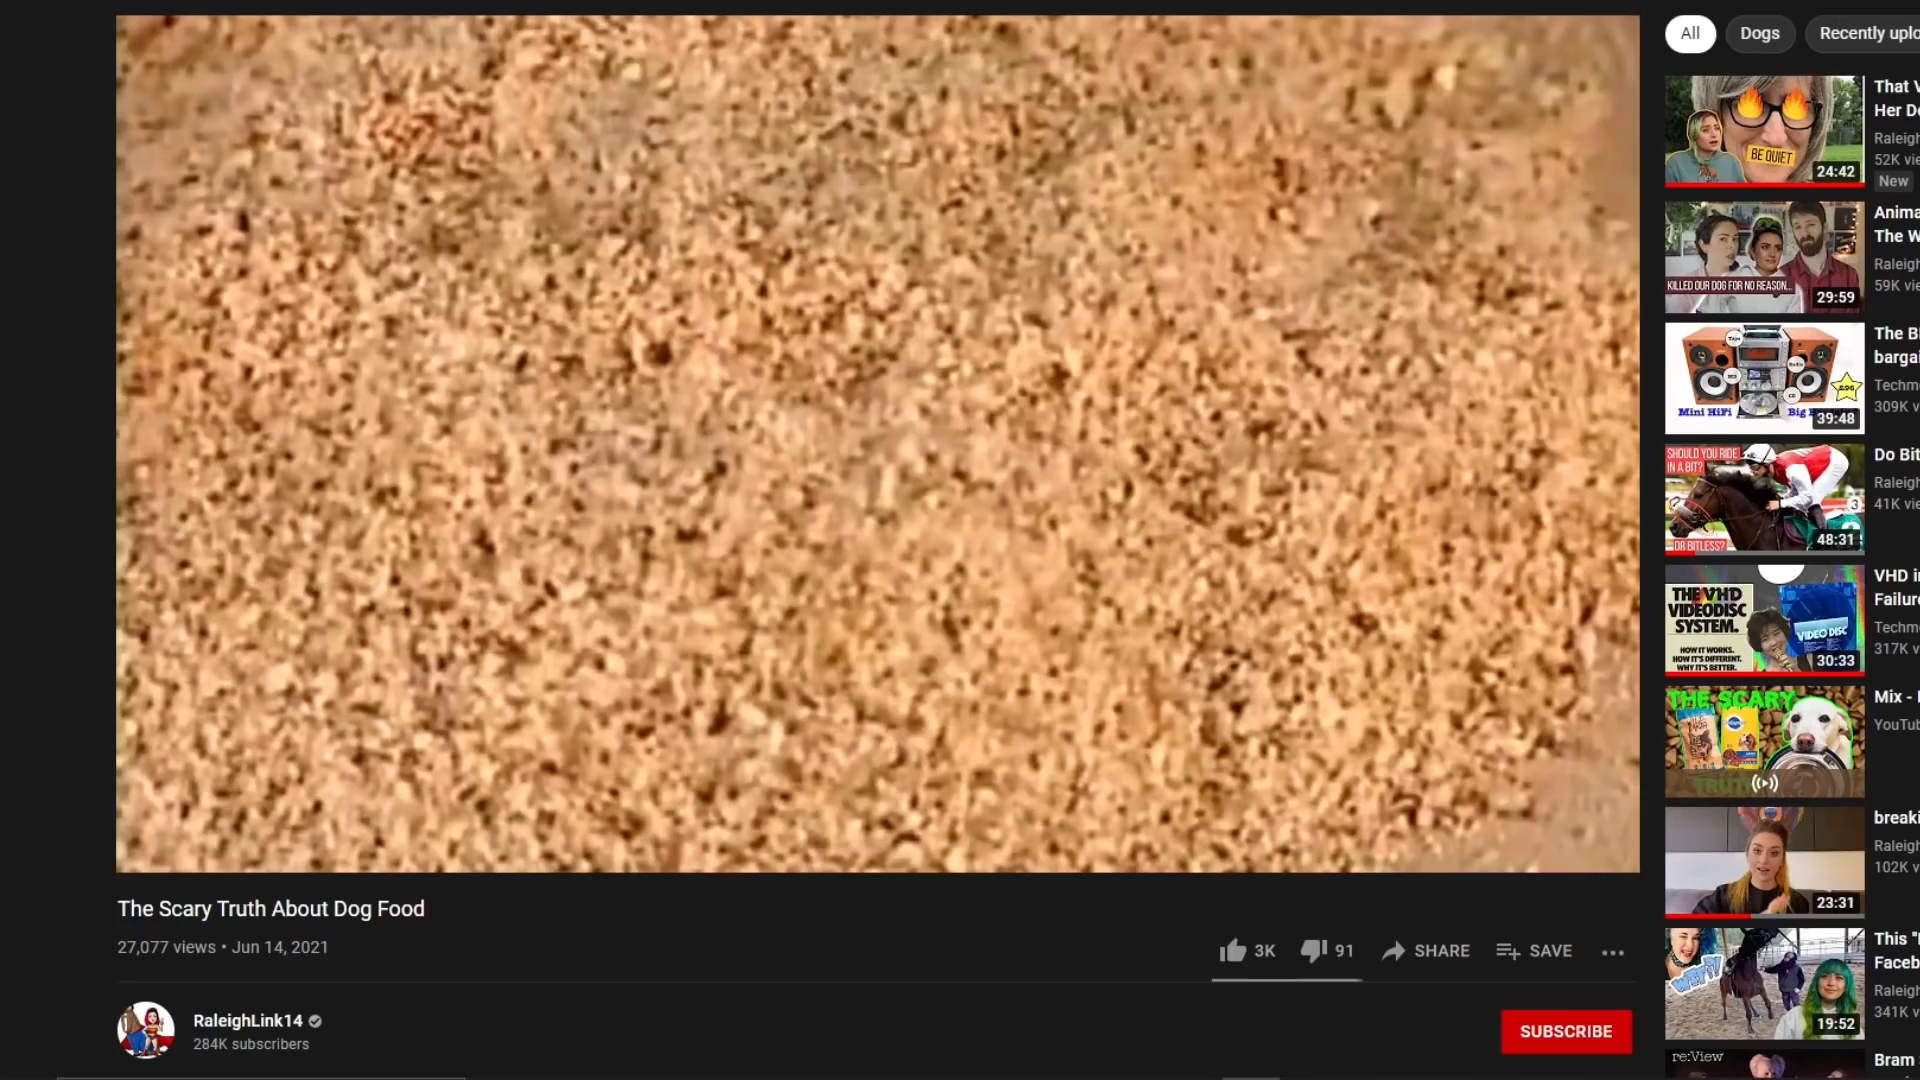 The Scary Truth About Dog Food
27,077 views • Jun 14, 2021
3K
91
SHARE
SAVE
RaleighLink14
284K subscribers
SUBSCRIBE
All
Dogs
Recently uplo
BE QUIET
24:42
That V
Her Do
Raleigh
52K vie
New
KILLED OUR DOG FOR NO REASON...
29:59
Anima
The W
Raleigh
59K vie
Mini HiFi
Big
39:48
The Bi
bargai
Techm
309K v
SHOULD YOU RIDE
IN A BIT?
OR BITLESS?
48:31
Do Bit
Raleigh
41K vie
THE VHD
VIDEODISC
SYSTEM.
HOW IT WORKS.
HOW IT'S DIFFERENT.
WHY IT'S BETTER.
VIDEO DISC
30:33
VHD i
Failure
Techm
317K v
THE SCARY
TRUTH
Mix -
YouTub
23:31
breaki
Raleigh
102K v
WTF?!
19:52
This "
Faceb
Raleigh
341K v
re:View
Bram